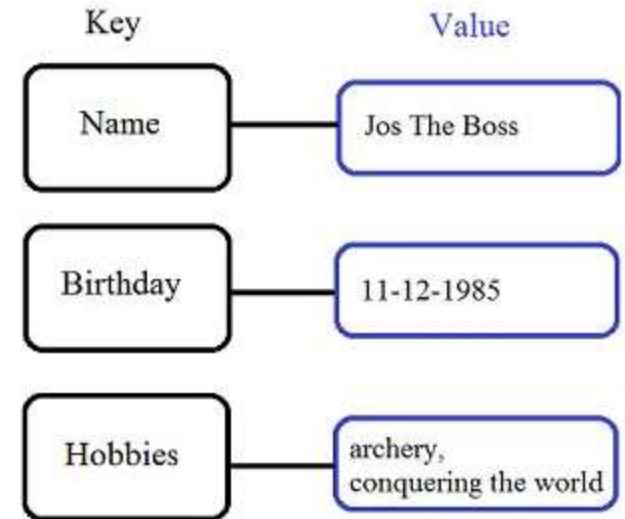 Key Value
Name Jos The Boss
Birthday 11-12-1985
Hobbies archery,
conquering the world